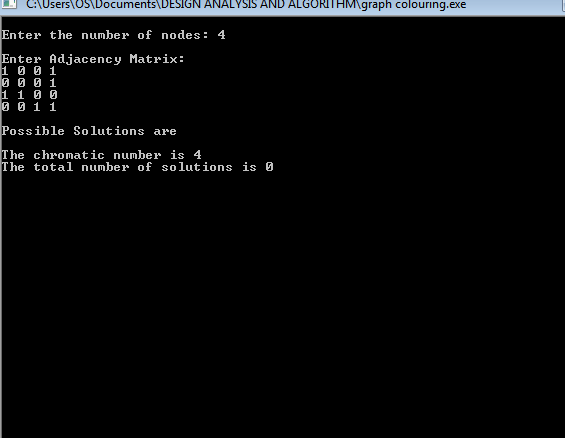 C:\Users\OS\Documents\DESIGN ANALYSIS AND ALGORITHM\graph colouring.exe
Enter the number of nodes: 4
Enter Adjacency Matrix:
1 0 0 1
0 0 0 1
1 1 0 0
0 0 1 1
Possible Solutions are
The chromatic number is 4
The total number of solutions is 0